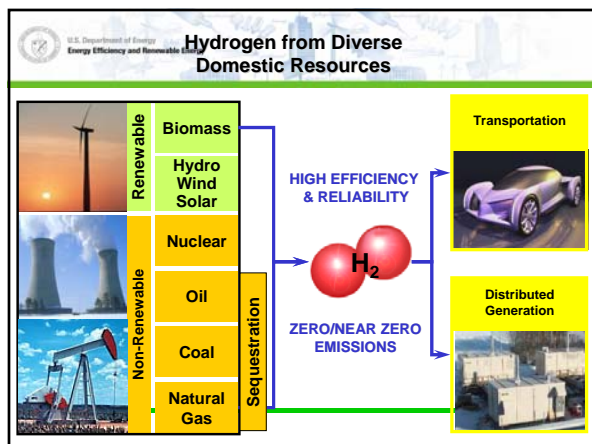 U.S. Department of Energy
Energy Efficiency and Renewable Energy
Hydrogen from Diverse
Domestic Resources
Renewable
Biomass
Hydro
Wind
Solar
Non-Renewable
Nuclear
Oil
Coal
Natural
Gas
Sequestration
HIGH EFFICIENCY
& RELIABILITY
H2
ZERO/NEAR ZERO
EMISSIONS
Transportation
Distributed
Generation